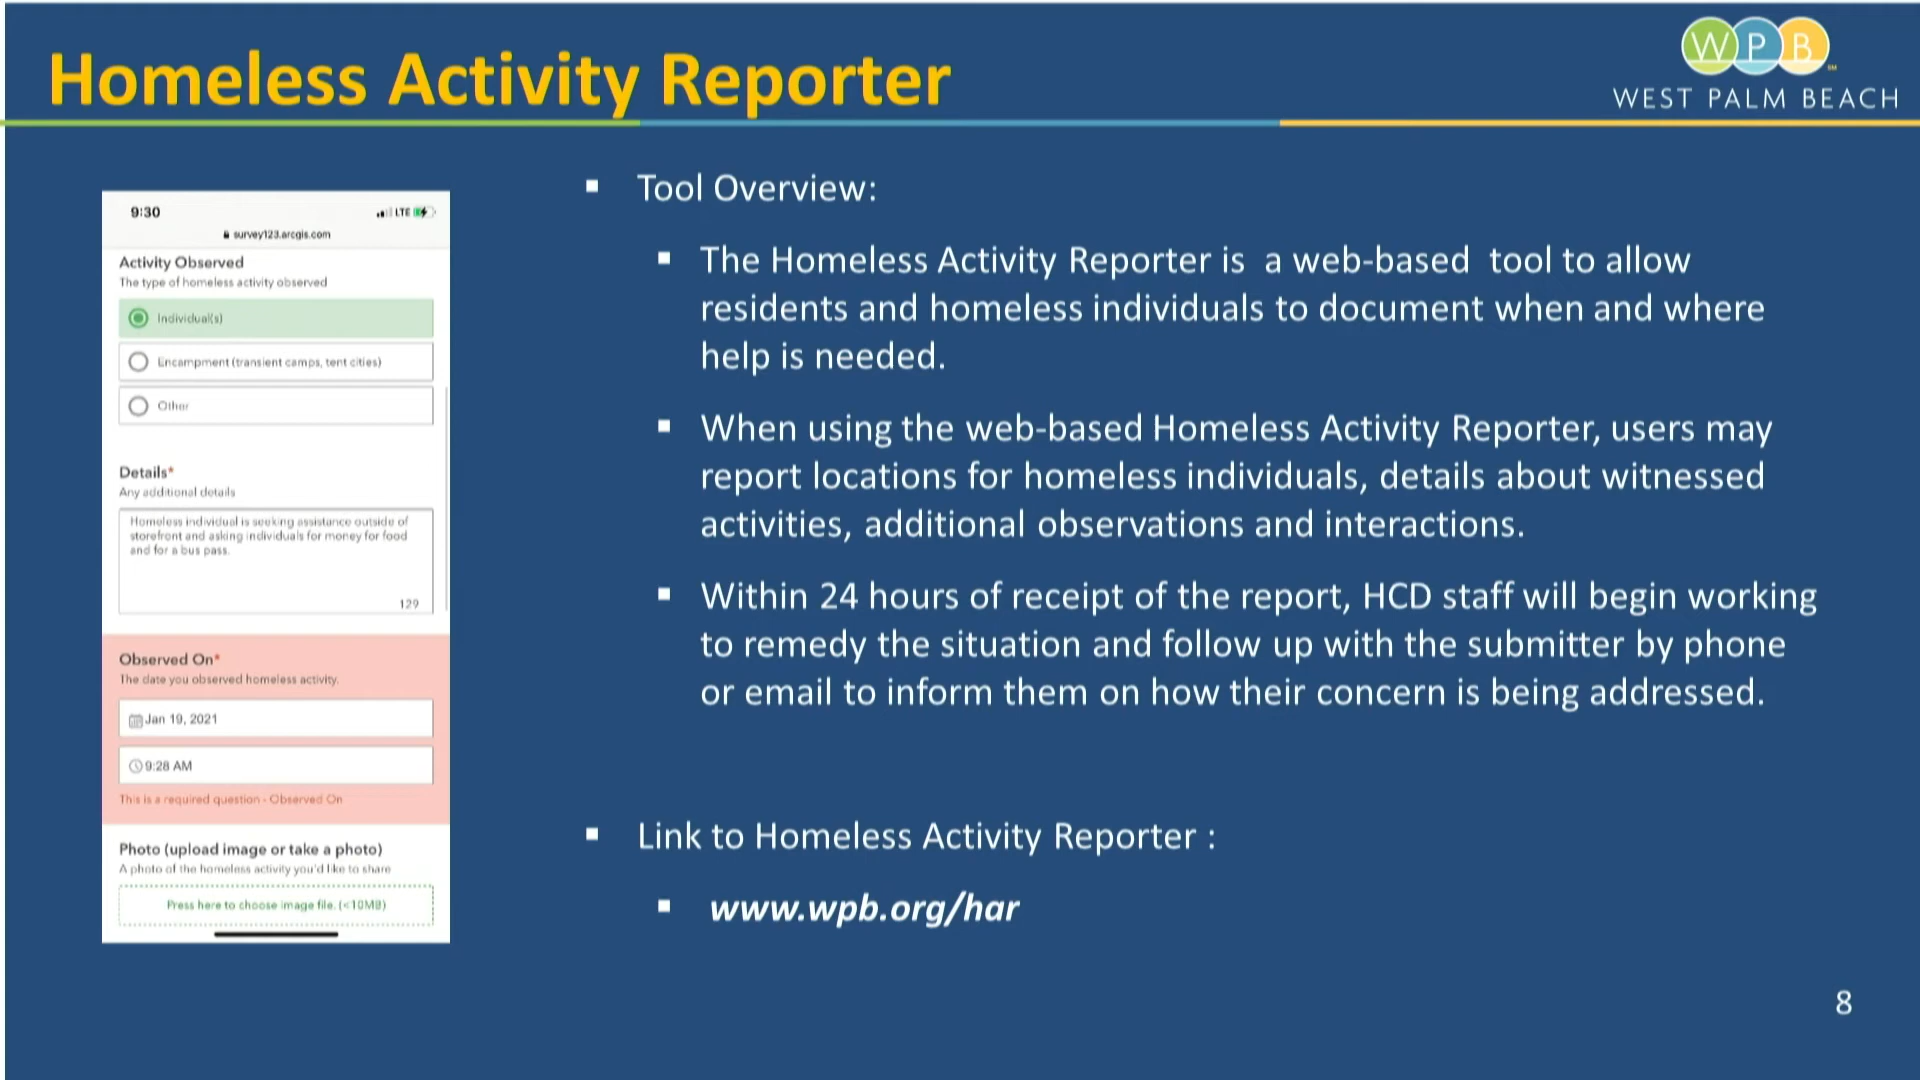 Homeless Activity Reporter
W P B
WEST PALM BEACH
9:30
LTE
survey123.arcgis.com
Activity Observed
The type of homeless activity observed
Individual(s)
Encampment (transient camps, tent cities)
Other
Details*
Any additional details
Homeless individual is seeking assistance outside of
storefront and asking individuals for money for food
and for a bus pass.
129
Observed On*
The date you observed homeless activity.
Jan 19, 2021
9:28 AM
This is a required question - Observed On
Photo (upload image or take a photo)
A photo of the homeless activity you'd like to share
Press here to choose image file. (<10MB)
▪ Tool Overview:
▪ The Homeless Activity Reporter is a web-based tool to allow
residents and homeless individuals to document when and where
help is needed.
▪ When using the web-based Homeless Activity Reporter, users may
report locations for homeless individuals, details about witnessed
activities, additional observations and interactions.
▪ Within 24 hours of receipt of the report, HCD staff will begin working
to remedy the situation and follow up with the submitter by phone
or email to inform them on how their concern is being addressed.
▪ Link to Homeless Activity Reporter :
▪ www.wpb.org/har
8